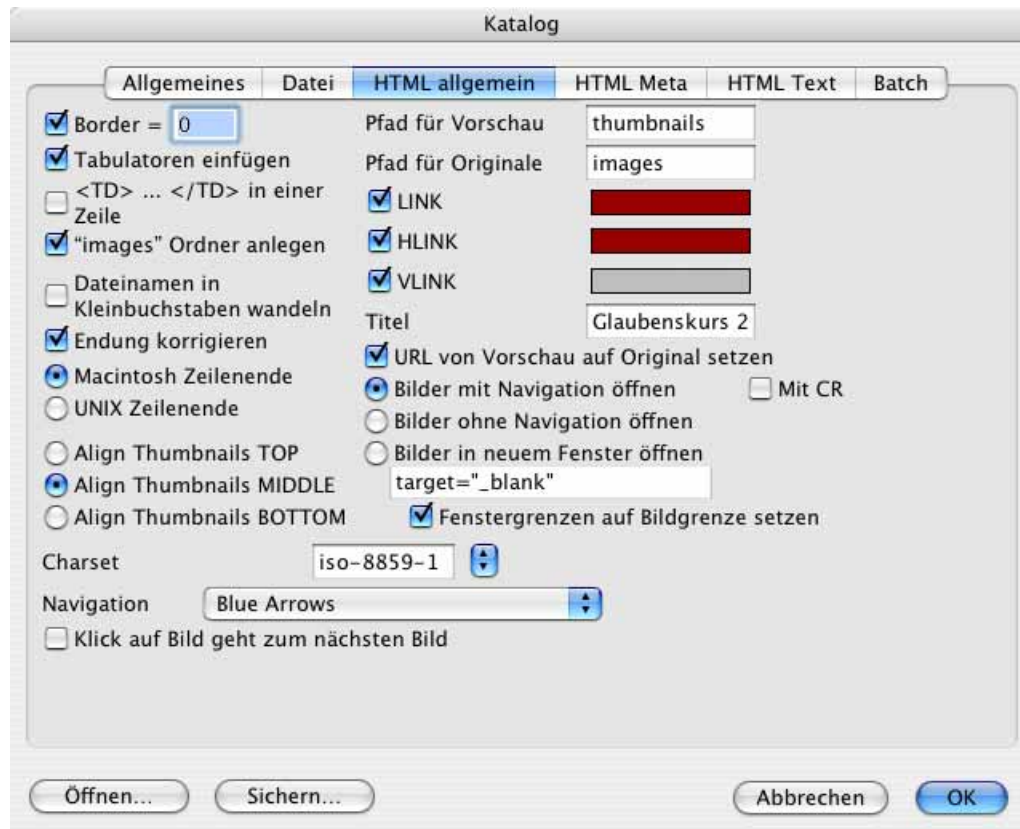 Katalog
Allgemeines
Datei
HTML allgemein
HTML Meta
HTML Text
Batch
Border = 0
Tabulatoren einfügen
<TD> ... </TD> in einer
Zeile
“images” Ordner anlegen
Dateinamen in
Kleinbuchstaben wandeln
Endung korrigieren
Macintosh Zeilenende
UNIX Zeilenende
Align Thumbnails TOP
Align Thumbnails MIDDLE
Align Thumbnails BOTTOM
Pfad für Vorschau thumbnails
Pfad für Originale images
LINK
HLINK
VLINK
Titel Glaubenskurs 2
URL von Vorschau auf Original setzen
Bilder mit Navigation öffnen Mit CR
Bilder ohne Navigation öffnen
Bilder in neuem Fenster öffnen
target="_blank"
Fenstergrenzen auf Bildgrenze setzen
Charset iso-8859-1
Navigation Blue Arrows
Klick auf Bild geht zum nächsten Bild
Öffnen...
Sichern...
Abbrechen
OK